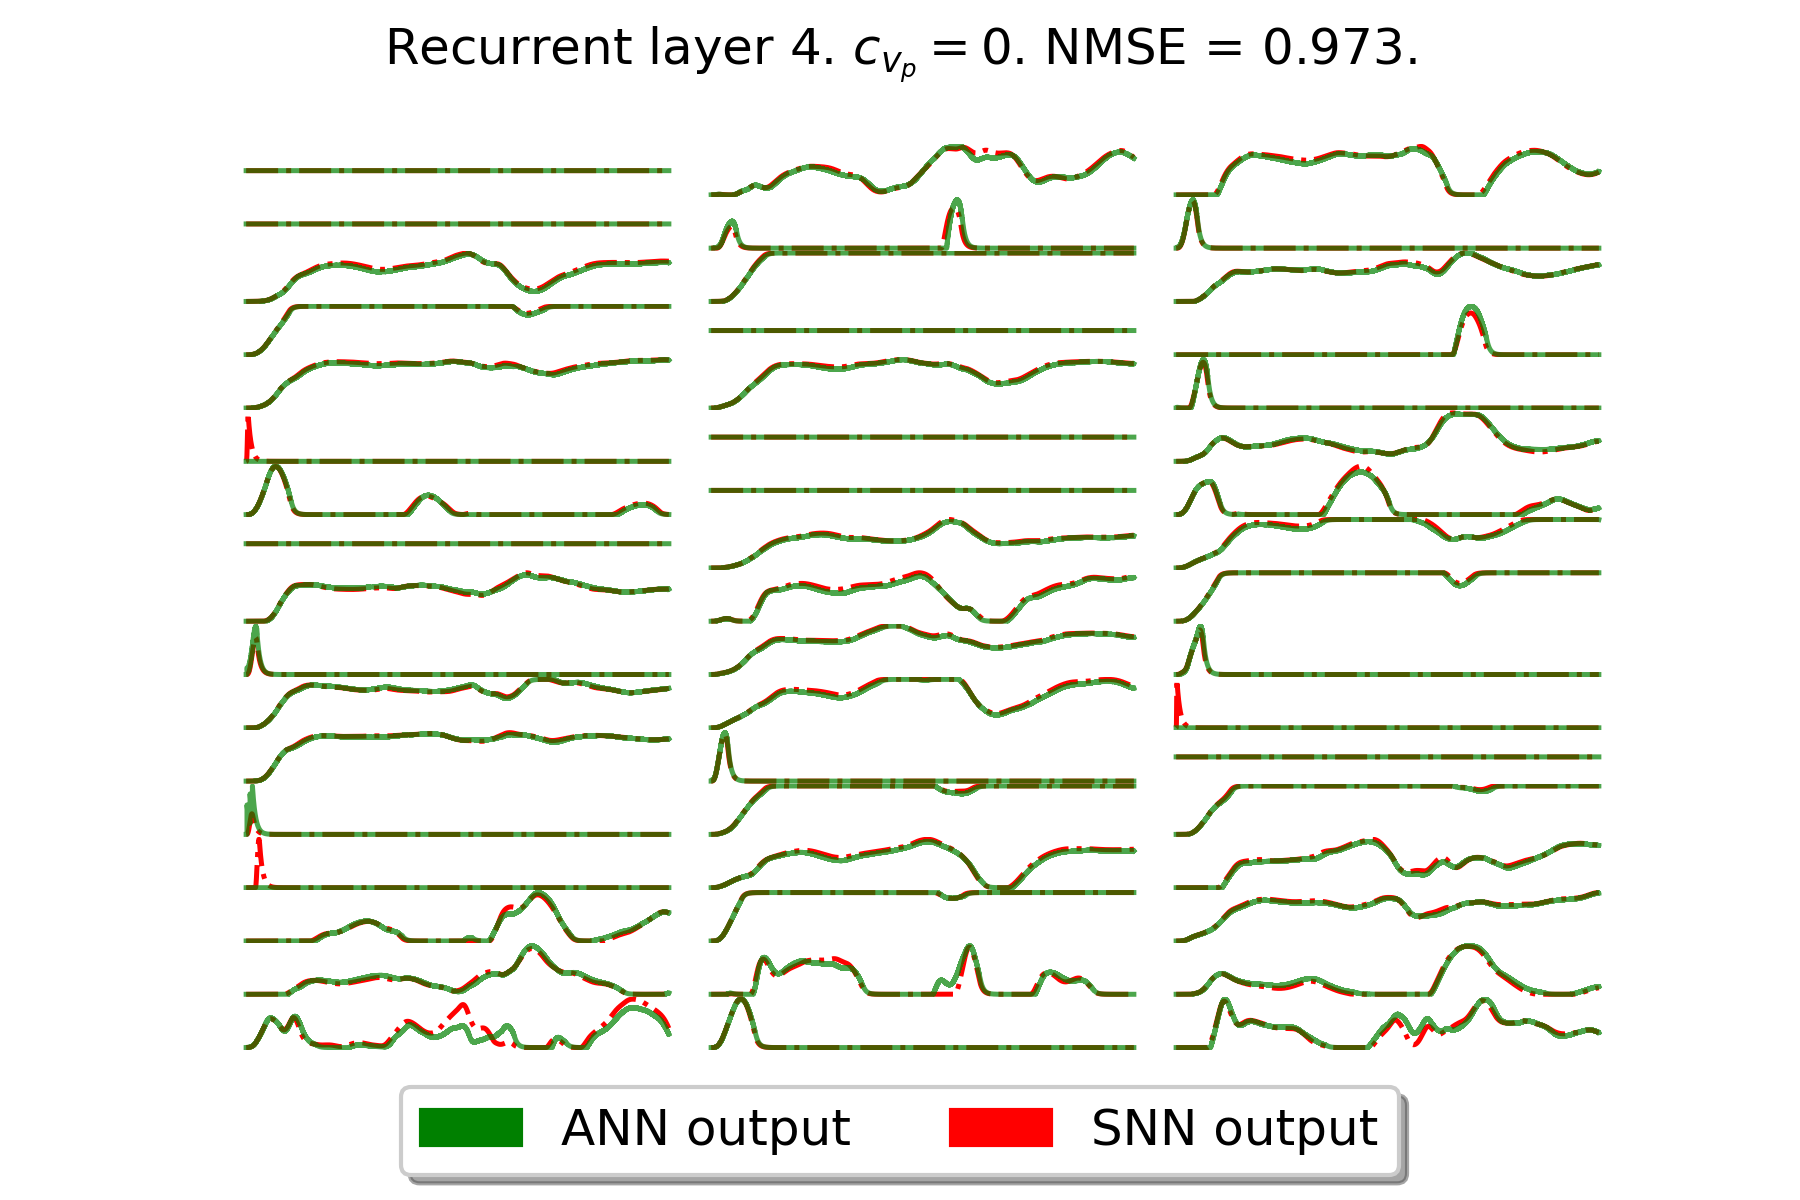 Recurrent layer 4. $c_{v_p} = 0$. NMSE = 0.973.
ANN output
SNN output